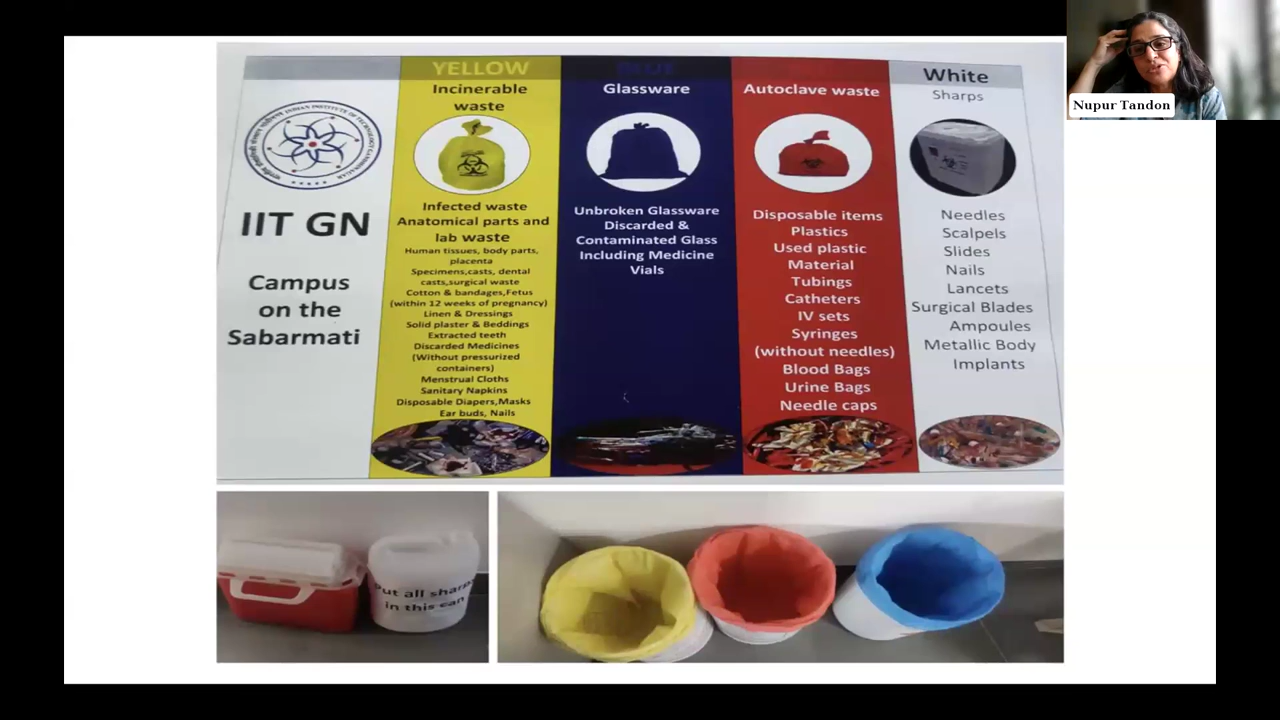 IIT GN
Campus
on the
Sabarmati
YELLOW
Incinerable
waste
Infected waste
Anatomical parts and
lab waste
Human tissues, body parts,
placenta
Specimens,casts, dental
casts,surgical waste
Cotton & bandages,Fetus
(within 12 weeks of pregnancy)
Linen & Dressings
Solid plaster & Beddings
Extracted teeth
Discarded Medicines
(Without pressurized
containers)
Menstrual Cloths
Sanitary Napkins
Disposable Diapers,Masks
Ear buds, Nails
BLUE
Glassware
Unbroken Glassware
Discarded &
Contaminated Glass
Including Medicine
Vials
Autoclave waste
Disposable items
Plastics
Used plastic
Material
Tubings
Catheters
IV sets
Syringes
(without needles)
Blood Bags
Urine Bags
Needle caps
White
Sharps
Needles
Scalpels
Slides
Nails
Lancets
Surgical Blades
Ampoules
Metallic Body
Implants
Put all sharps
in this can
Nupur Tandon